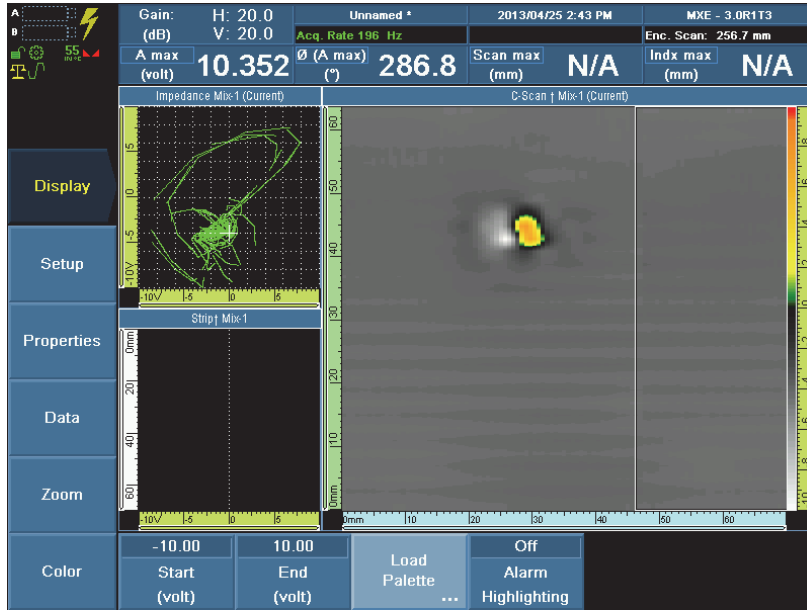 A
B
55
IN °C
Gain: H: 20.0
(dB) V: 20.0
Unnamed *
Acq. Rate 196 Hz
2013/04/25 2:43 PM
MXE - 3.0R1T3
Enc. Scan: 256.7 mm
A max
(volt)
10.352
Ø (A max)
(°)
286.8
Scan max
(mm)
N/A
Indx max
(mm)
N/A
Display
Setup
Properties
Data
Zoom
Color
Impedance Mix-1 (Current)
5
0
-5
-10V
-10V -5 0 5
Strip† Mix-1
0mm
20
40
60
-10V -5 0 5
C-Scan † Mix-1 (Current)
60
50
40
30
20
10
0mm
0mm 10 20 30 40 50 60
-10.00
Start
(volt)
10.00
End
(volt)
Load
Palette
...
Off
Alarm
Highlighting